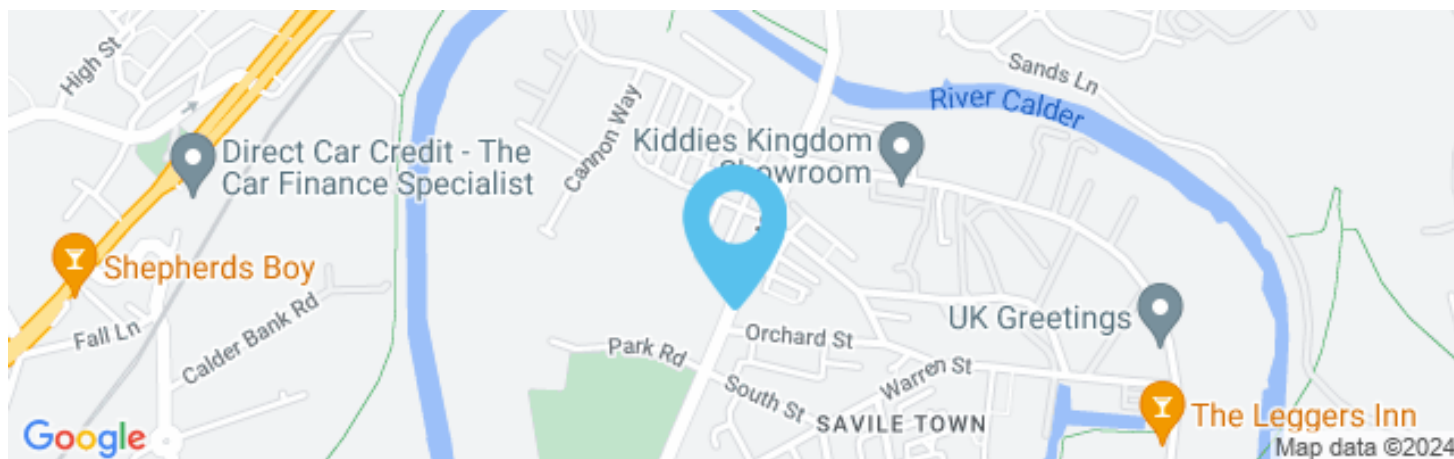 High St
Sands Ln
River Calder
Cannon Way
Kiddies Kingdom
Showroom
Direct Car Credit - The
Car Finance Specialist
Shepherds Boy
Fall Ln
Calder Bank Rd
UK Greetings
Orchard St
Park Rd
Warren St
South St
SAVILE TOWN
The Leggers Inn
Google
Map data ©2024